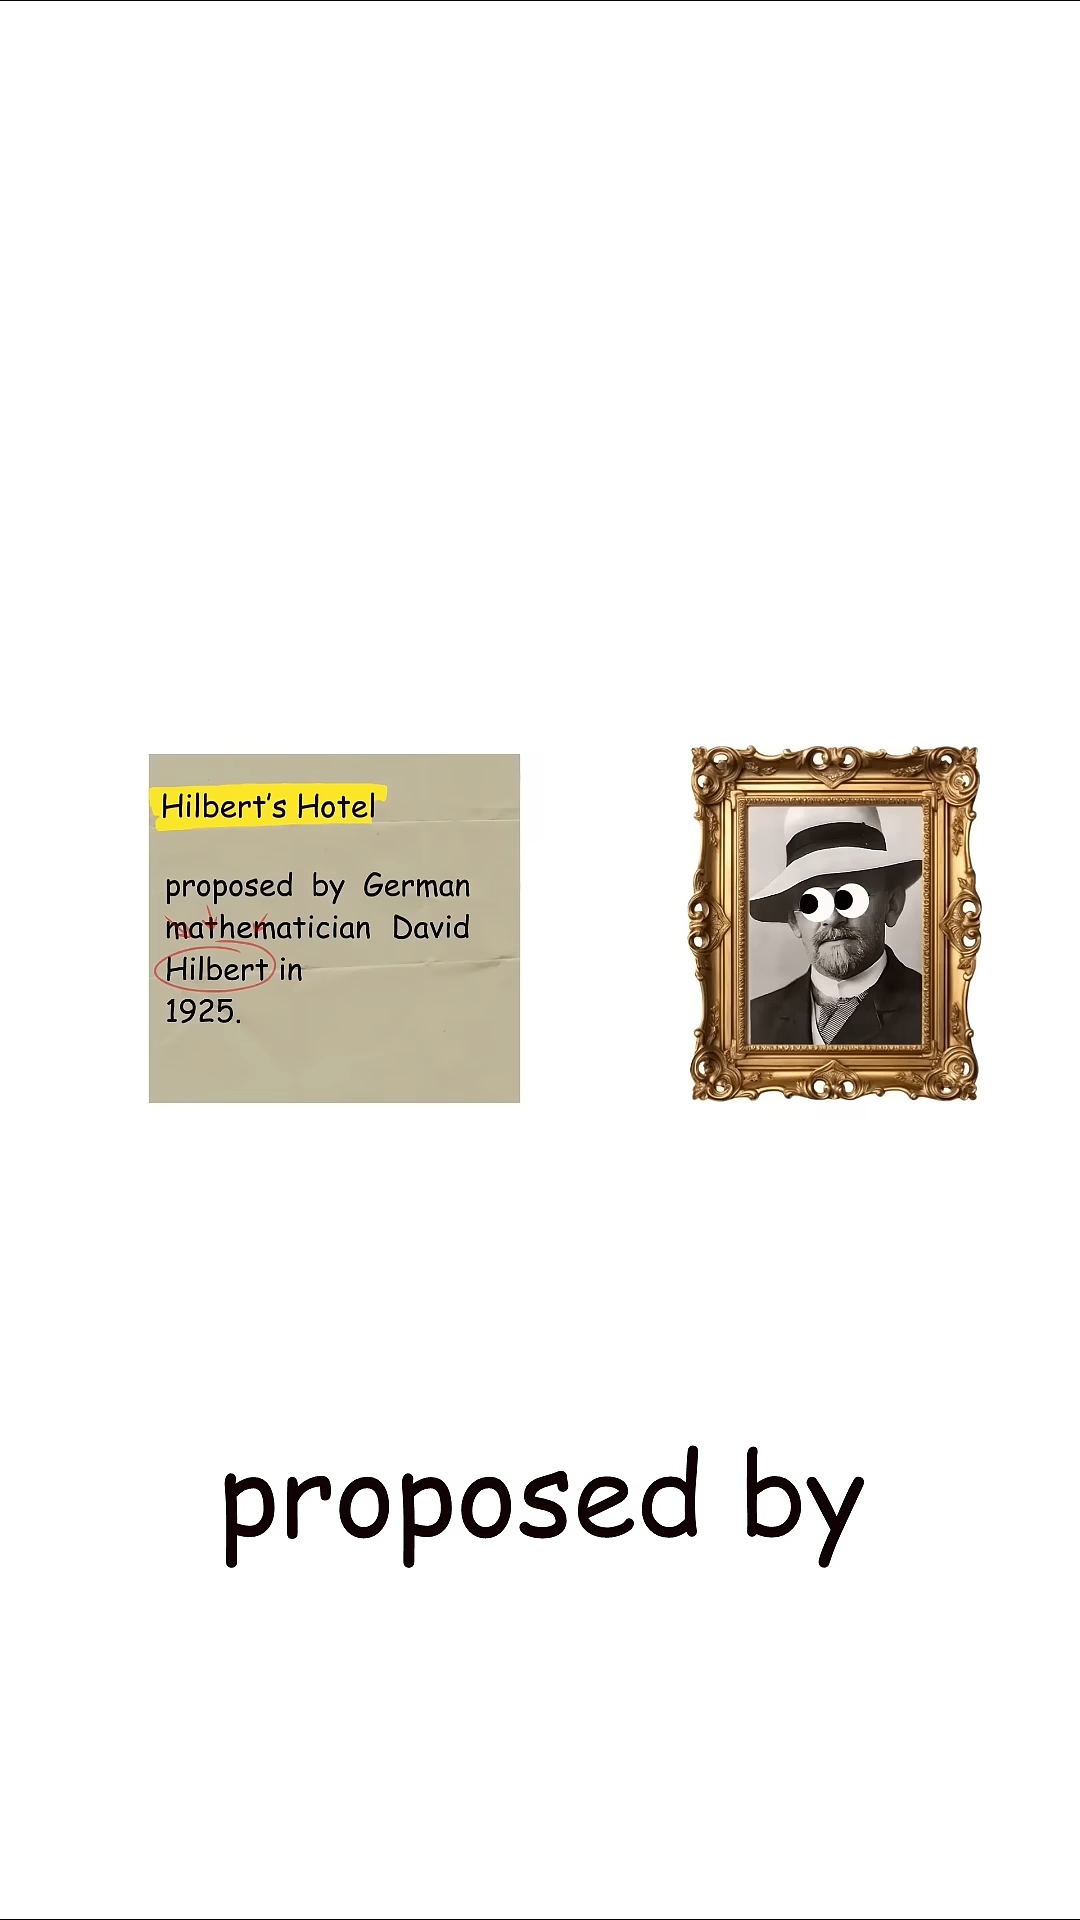 Hilbert's Hotel
proposed by German
mathematician David
Hilbert in
1925.
proposed by